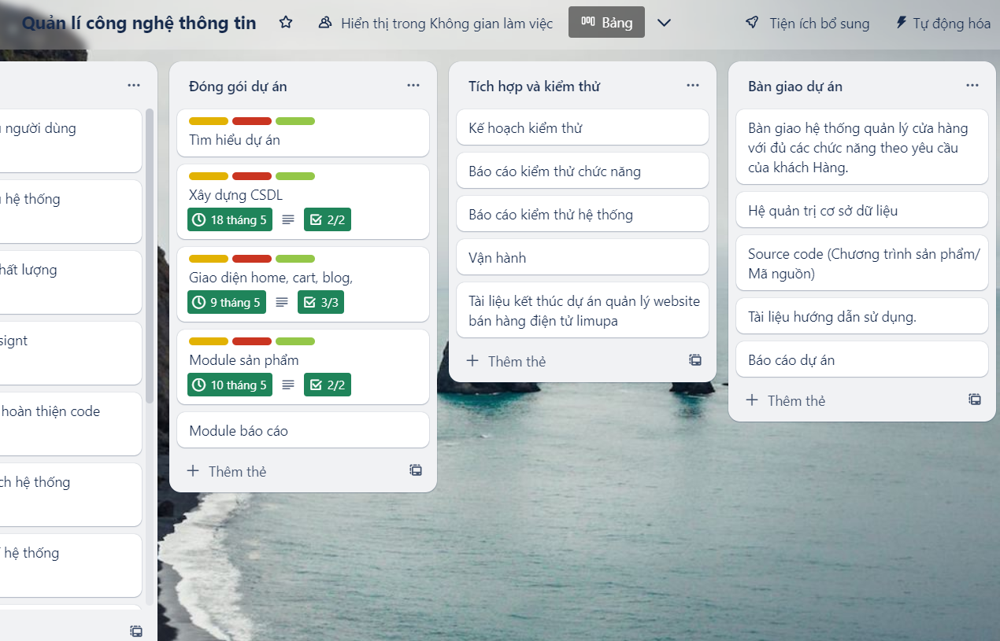 Quản lí công nghệ thông tin
Hiển thị trong Không gian làm việc
Bảng
Tiện ích bổ sung
Tự động hóa
người dùng
hệ thống
chất lượng
hoàn thiện code
hệ thống
hệ thống
Đóng gói dự án
Tìm hiểu dự án
Xây dựng CSDL
18 tháng 5
2/2
Giao diện home, cart, blog,
9 tháng 5
3/3
Module sản phẩm
10 tháng 5
2/2
Module báo cáo
Thêm thẻ
Tích hợp và kiểm thử
Kế hoạch kiểm thử
Báo cáo kiểm thử chức năng
Báo cáo kiểm thử hệ thống
Vận hành
Tài liệu kết thúc dự án quản lý website
bán hàng điện tử limupa
Thêm thẻ
Bàn giao dự án
Bàn giao hệ thống quản lý cửa hàng
với đủ các chức năng theo yêu cầu
của khách Hàng.
Hệ quản trị cơ sở dữ liệu
Source code (Chương trình sản phẩm/
Mã nguồn)
Tài liệu hướng dẫn sử dụng.
Báo cáo dự án
Thêm thẻ